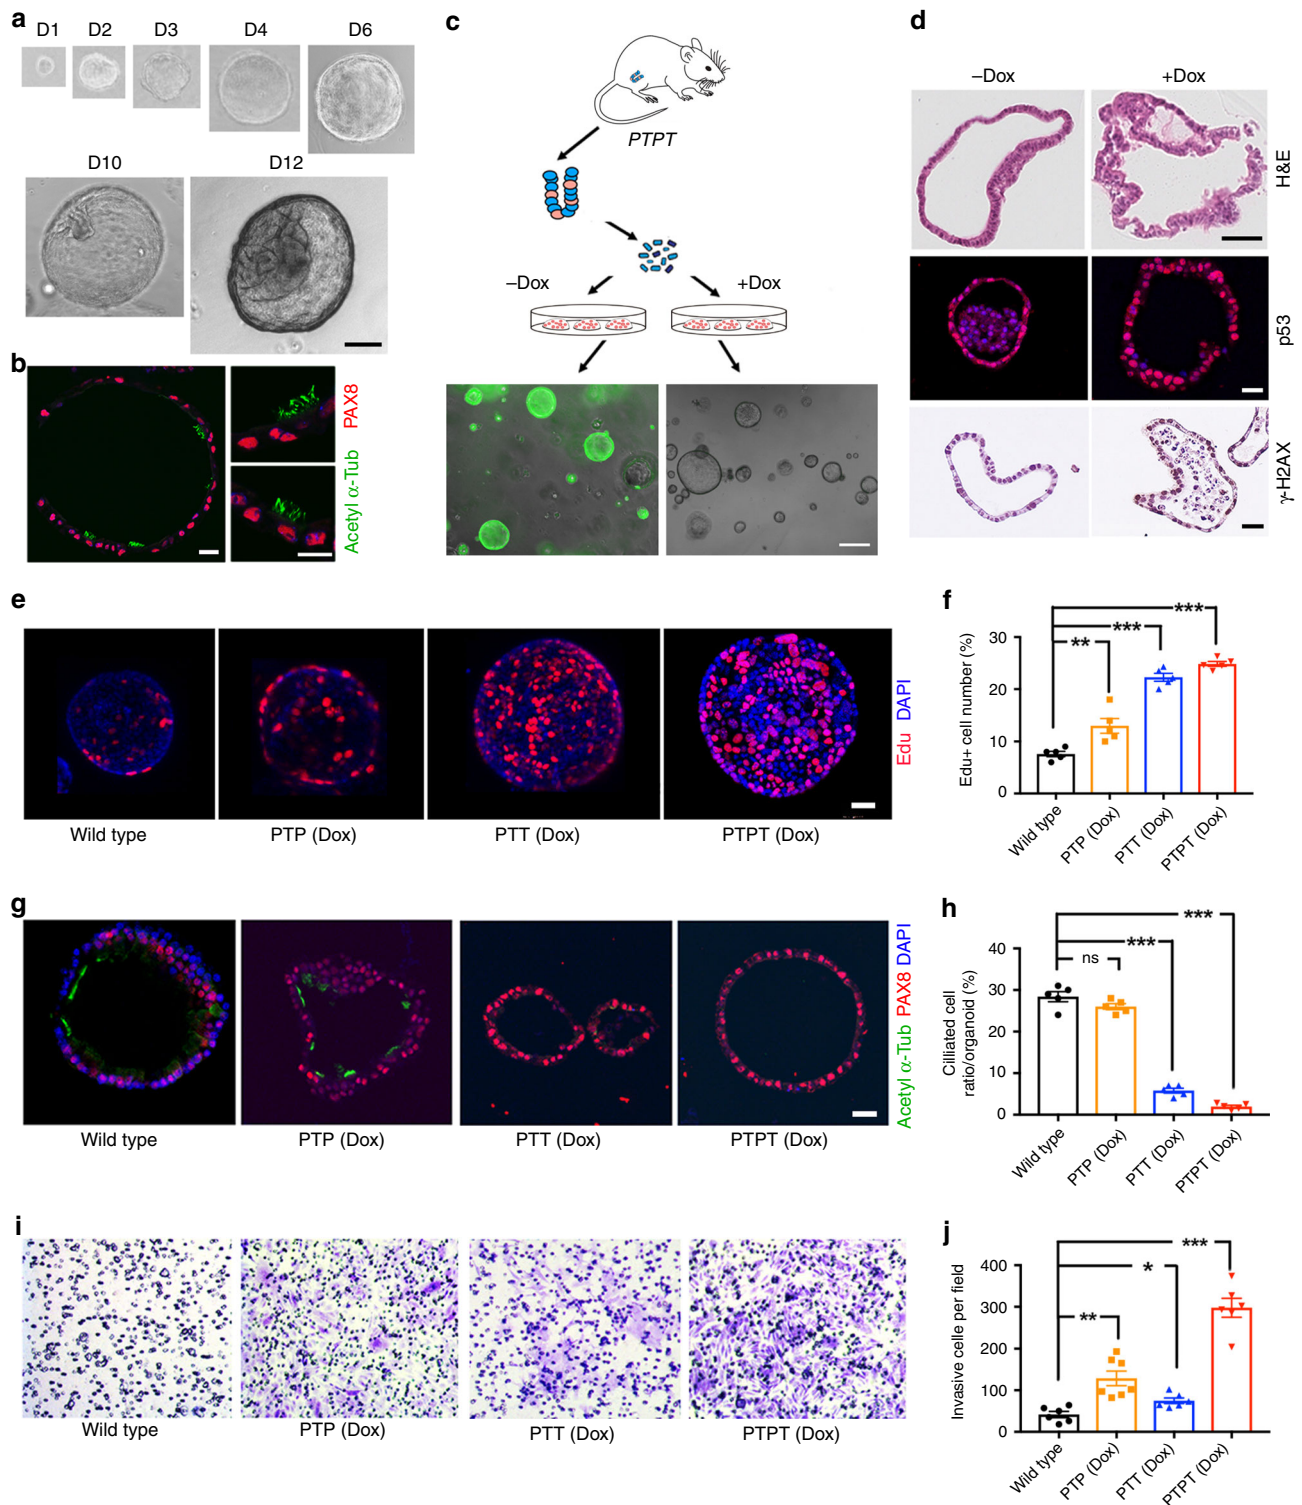 a
D1 D2 D3 D4 D6
D10 D12
b
Acetyl α-Tub PAX8
c
PTPT
–Dox +Dox
d
–Dox +Dox
H&E
p53
γ-H2AX
e
Edu DAPI
Wild type PTP (Dox) PTT (Dox) PTPT (Dox)
f
Edu+ cell number (%)
30
20
10
0
** *** ***
Wild type PTP (Dox) PTT (Dox) PTPT (Dox)
g
Acetyl α-Tub PAX8 DAPI
Wild type PTP (Dox) PTT (Dox) PTPT (Dox)
h
Cilliated cell
ratio/organoid (%)
40
30
20
10
0
ns *** ***
Wild type PTP (Dox) PTT (Dox) PTPT (Dox)
i
Wild type PTP (Dox) PTT (Dox) PTPT (Dox)
j
Invasive celle per field
400
300
200
100
0
** * ***
Wild type PTP (Dox) PTT (Dox) PTPT (Dox)